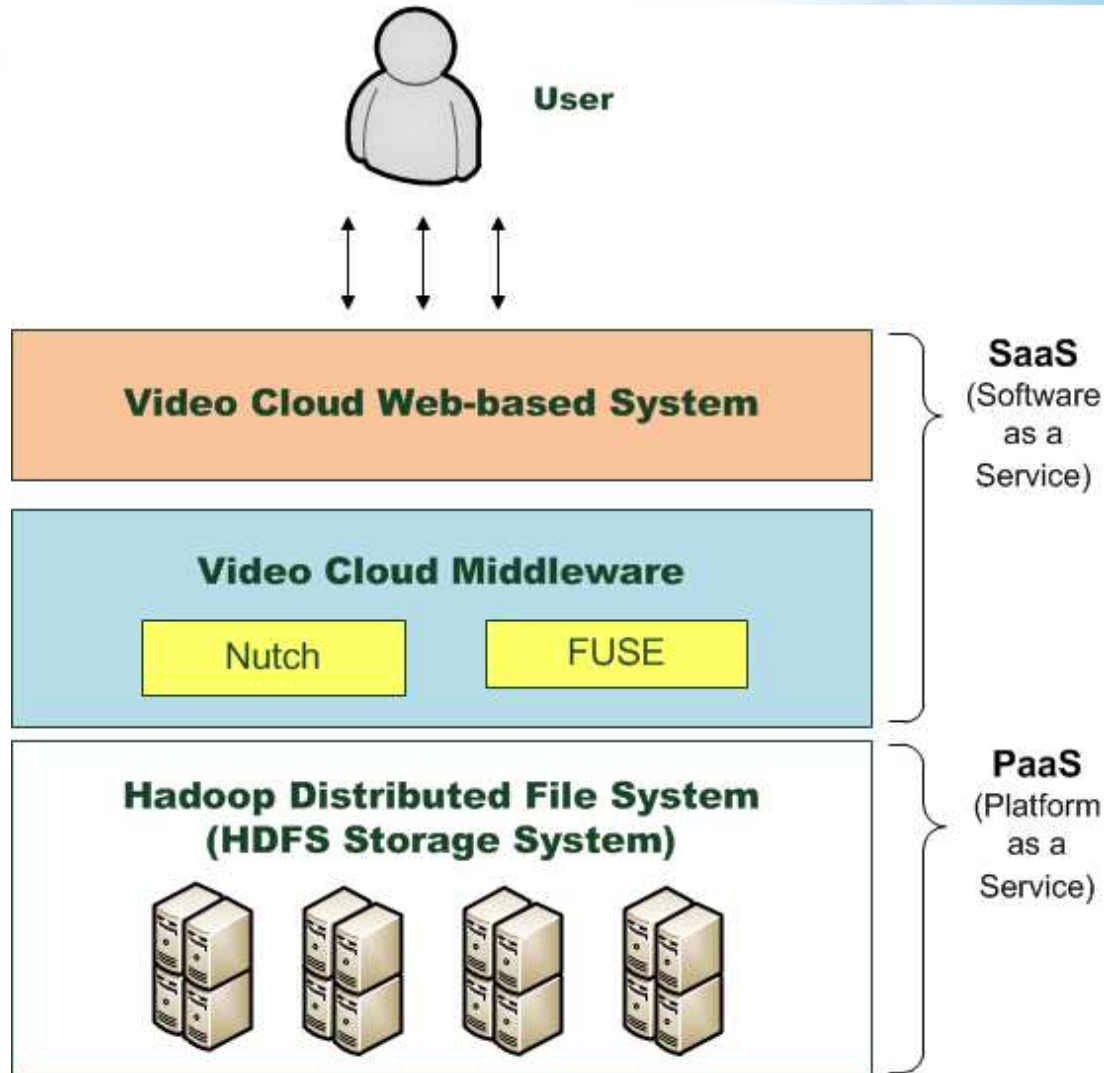 User
Video Cloud Web-based System
SaaS
(Software
as a
Service)
Video Cloud Middleware
Nutch
FUSE
Hadoop Distributed File System
(HDFS Storage System)
PaaS
(Platform
as a
Service)